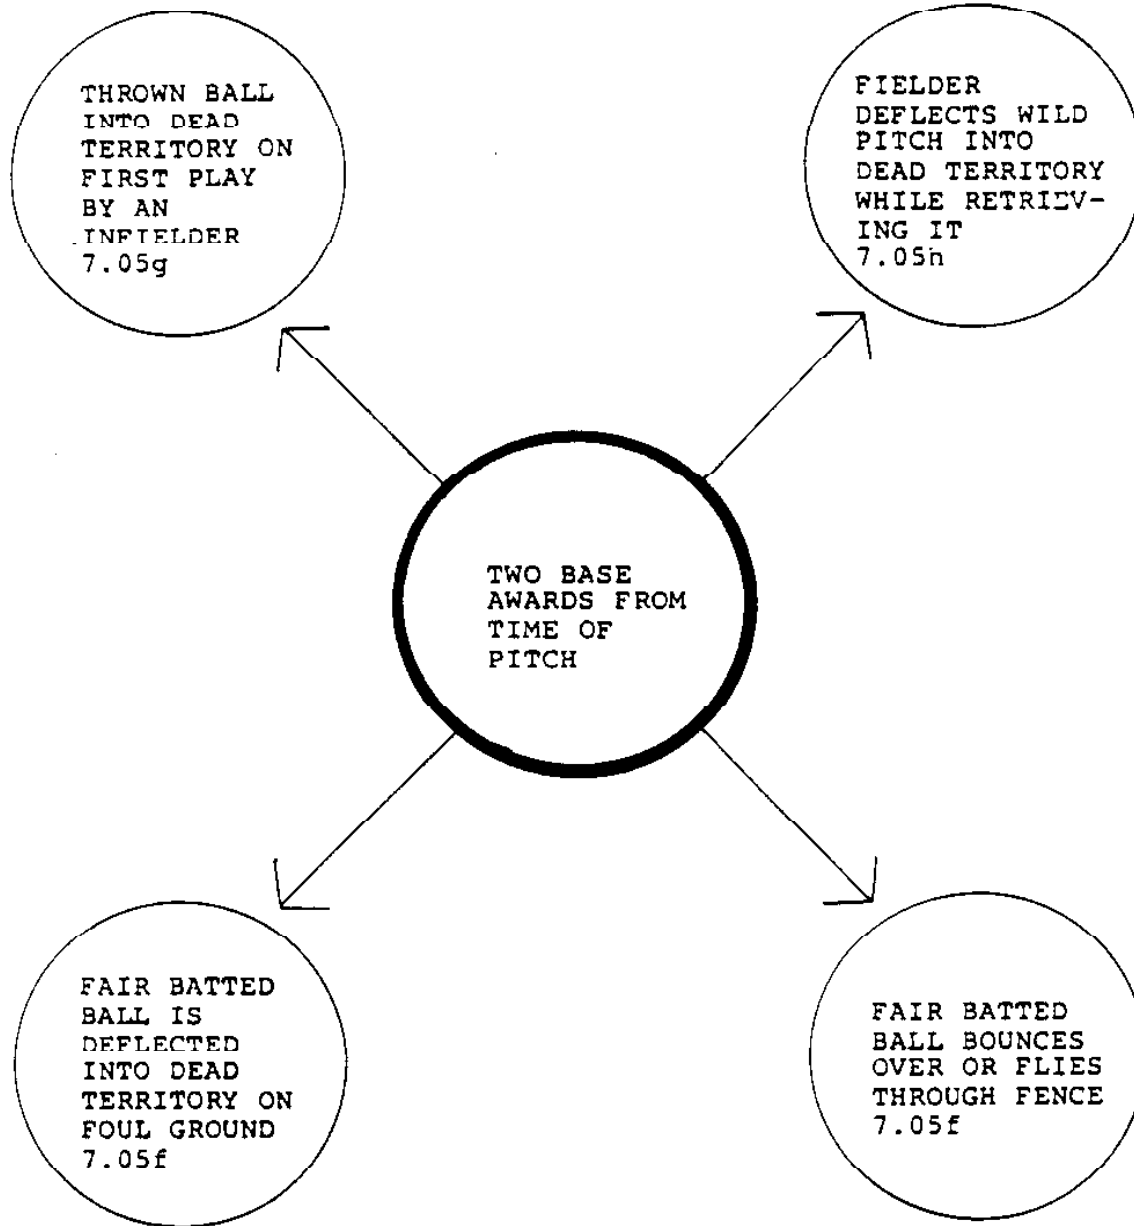 THROWN BALL
INTO DEAD
TERRITORY ON
FIRST PLAY
BY AN
INFIELDER
7.05g
FIELDER
DEFLECTS WILD
PITCH INTO
DEAD TERRITORY
WHILE RETRIEV-
ING IT
7.05h
TWO BASE
AWARDS FROM
TIME OF
PITCH
FAIR BATTED
BALL IS
DEFLECTED
INTO DEAD
TERRITORY ON
FOUL GROUND
7.05f
FAIR BATTED
BALL BOUNCES
OVER OR FLIES
THROUGH FENCE
7.05f